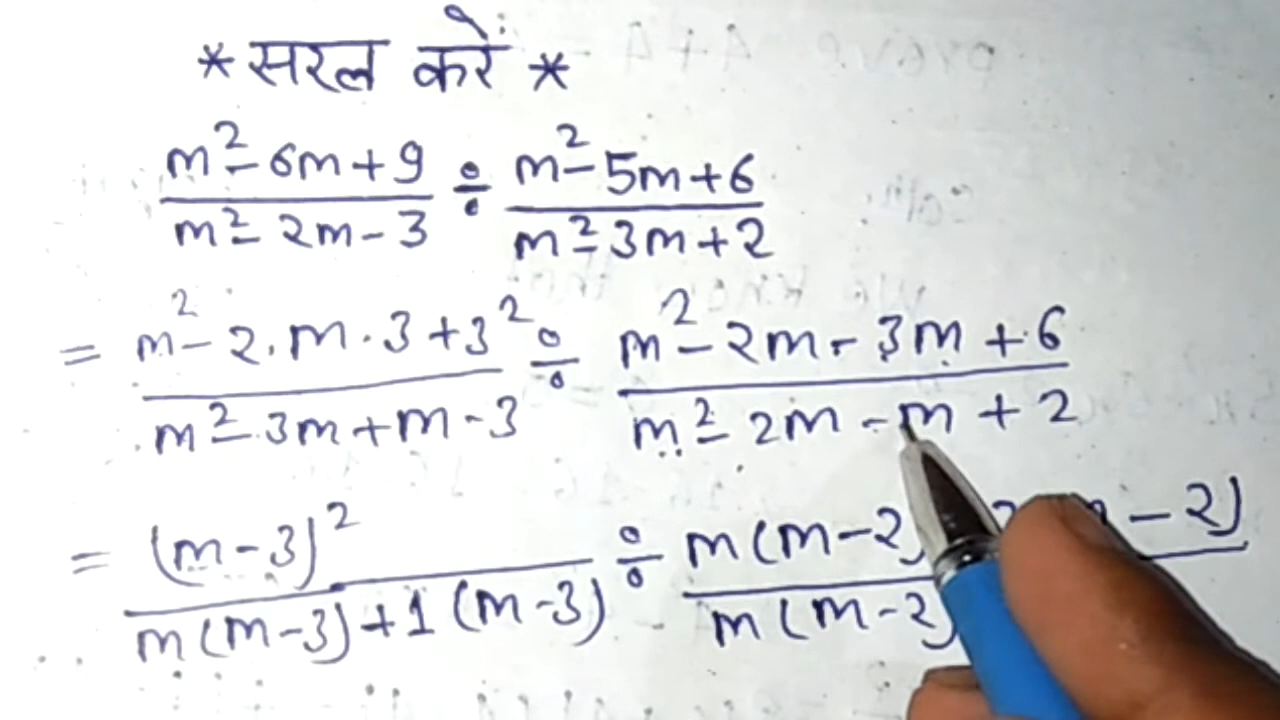 * सरल करें *
m² - 6m + 9 / m² - 2m - 3 ÷ m² - 5m + 6 / m² - 3m + 2
= m² - 2 . m . 3 + 3² / m² - 3m + m - 3 ÷ m² - 2m - 3m + 6 / m² - 2m - m + 2
= (m - 3)² / m (m - 3) + 1 (m - 3) ÷ m (m - 2) - 2) / m (m - 2)